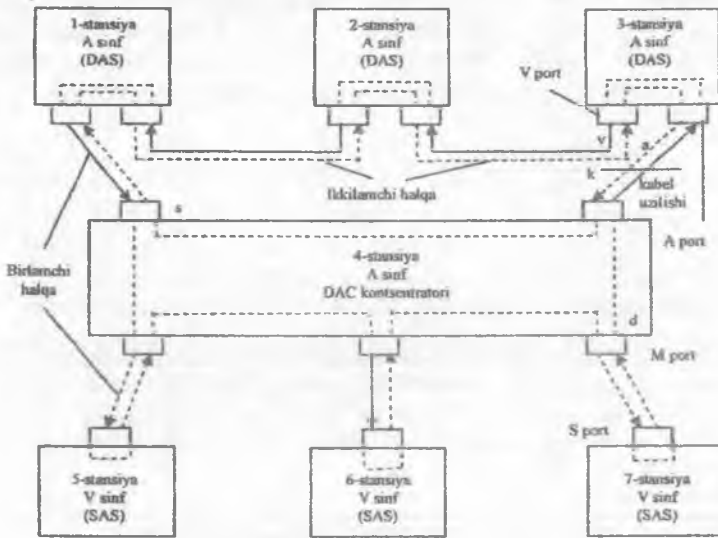 1-stansiya
A sinf
(DAS)
2-stansiya
A sinf
(DAS)
3-stansiya
A sinf
(DAS)
V port
v
a
k
kabel
uzilishi
Ikkilamchi halqa
s
A port
Birlamchi
halqa
4-stansiya
A sinf
DAC kontsentratori
d
M port
S port
5-stansiya
V sinf
(SAS)
6-stansiya
V sinf
(SAS)
7-stansiya
V sinf
(SAS)